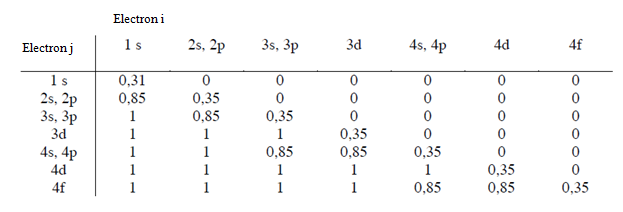 Electron i
Electron j 1 s 2s, 2p 3s, 3p 3d 4s, 4p 4d 4f
1 s 0,31 0 0 0 0 0 0
2s, 2p 0,85 0,35 0 0 0 0 0
3s, 3p 1 0,85 0,35 0 0 0 0
3d 1 1 1 0,35 0 0 0
4s, 4p 1 1 0,85 0,85 0,35 0 0
4d 1 1 1 1 1 0,35 0
4f 1 1 1 1 0,85 0,85 0,35